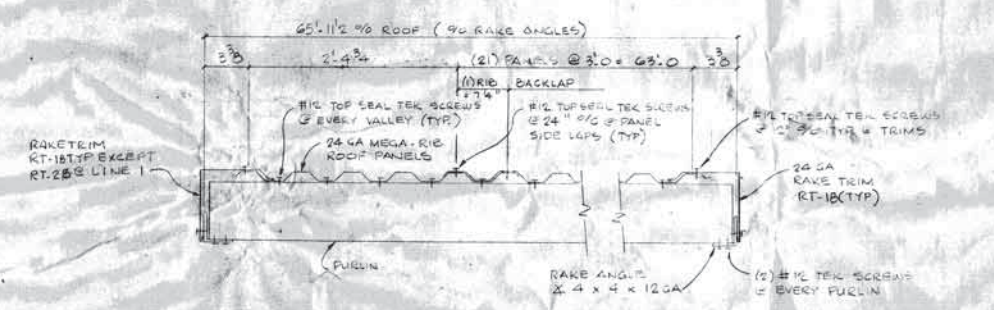 65'-11½ O/O ROOF ( O/O RAKE ANGLES)
3⅜
2'-4¾
(21) PANELS @ 3'-0 = 63'-0
3⅜
(1) RIB BACKLAP
= 7¼"
#12 TOP SEAL TEK SCREWS
@ EVERY VALLEY (TYP.)
24 GA MEGA-RIB
ROOF PANELS
#12 TOP SEAL TEK SCREWS
@ 24" O/C @ PANEL
SIDE LAPS (TYP)
#12 TOP SEAL TEK SCREWS
@ 12" O/C TYP @ TRIMS
RAKE TRIM
RT-1B TYP EXCEPT
RT-2B @ LINE 1
24 GA
RAKE TRIM
RT-1B (TYP)
PURLIN
RAKE ANGLE
∡ 4 x 4 x 12 GA
(2) #12 TEK SCREWS
@ EVERY PURLIN